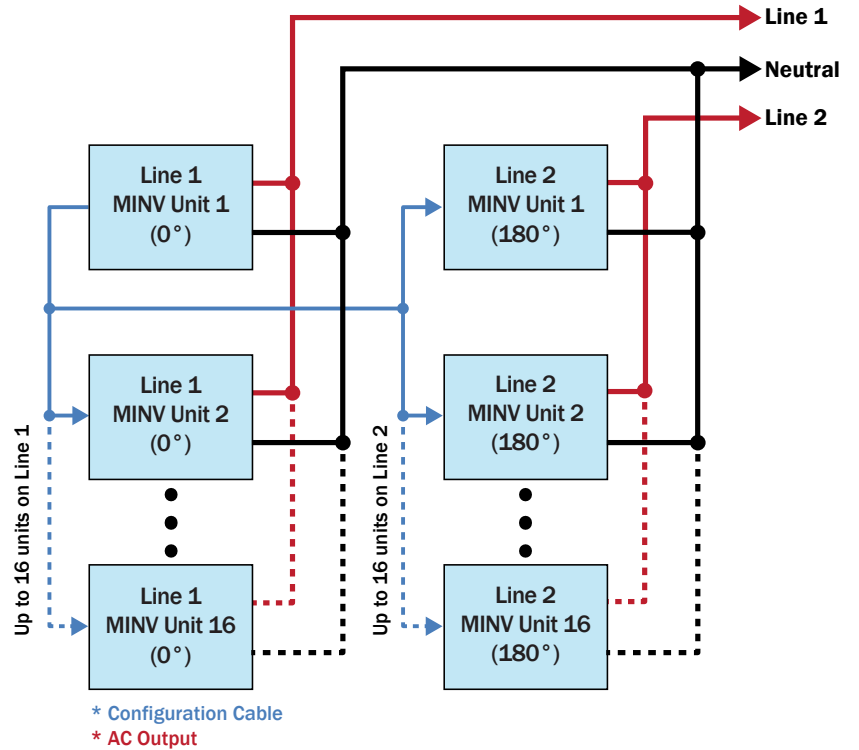 Line 1
Neutral
Line 2
Line 1
MINV Unit 1
(0°)
Line 2
MINV Unit 1
(180°)
Line 1
MINV Unit 2
(0°)
Line 2
MINV Unit 2
(180°)
Up to 16 units on Line 1
Up to 16 units on Line 2
Line 1
MINV Unit 16
(0°)
Line 2
MINV Unit 16
(180°)
* Configuration Cable
* AC Output